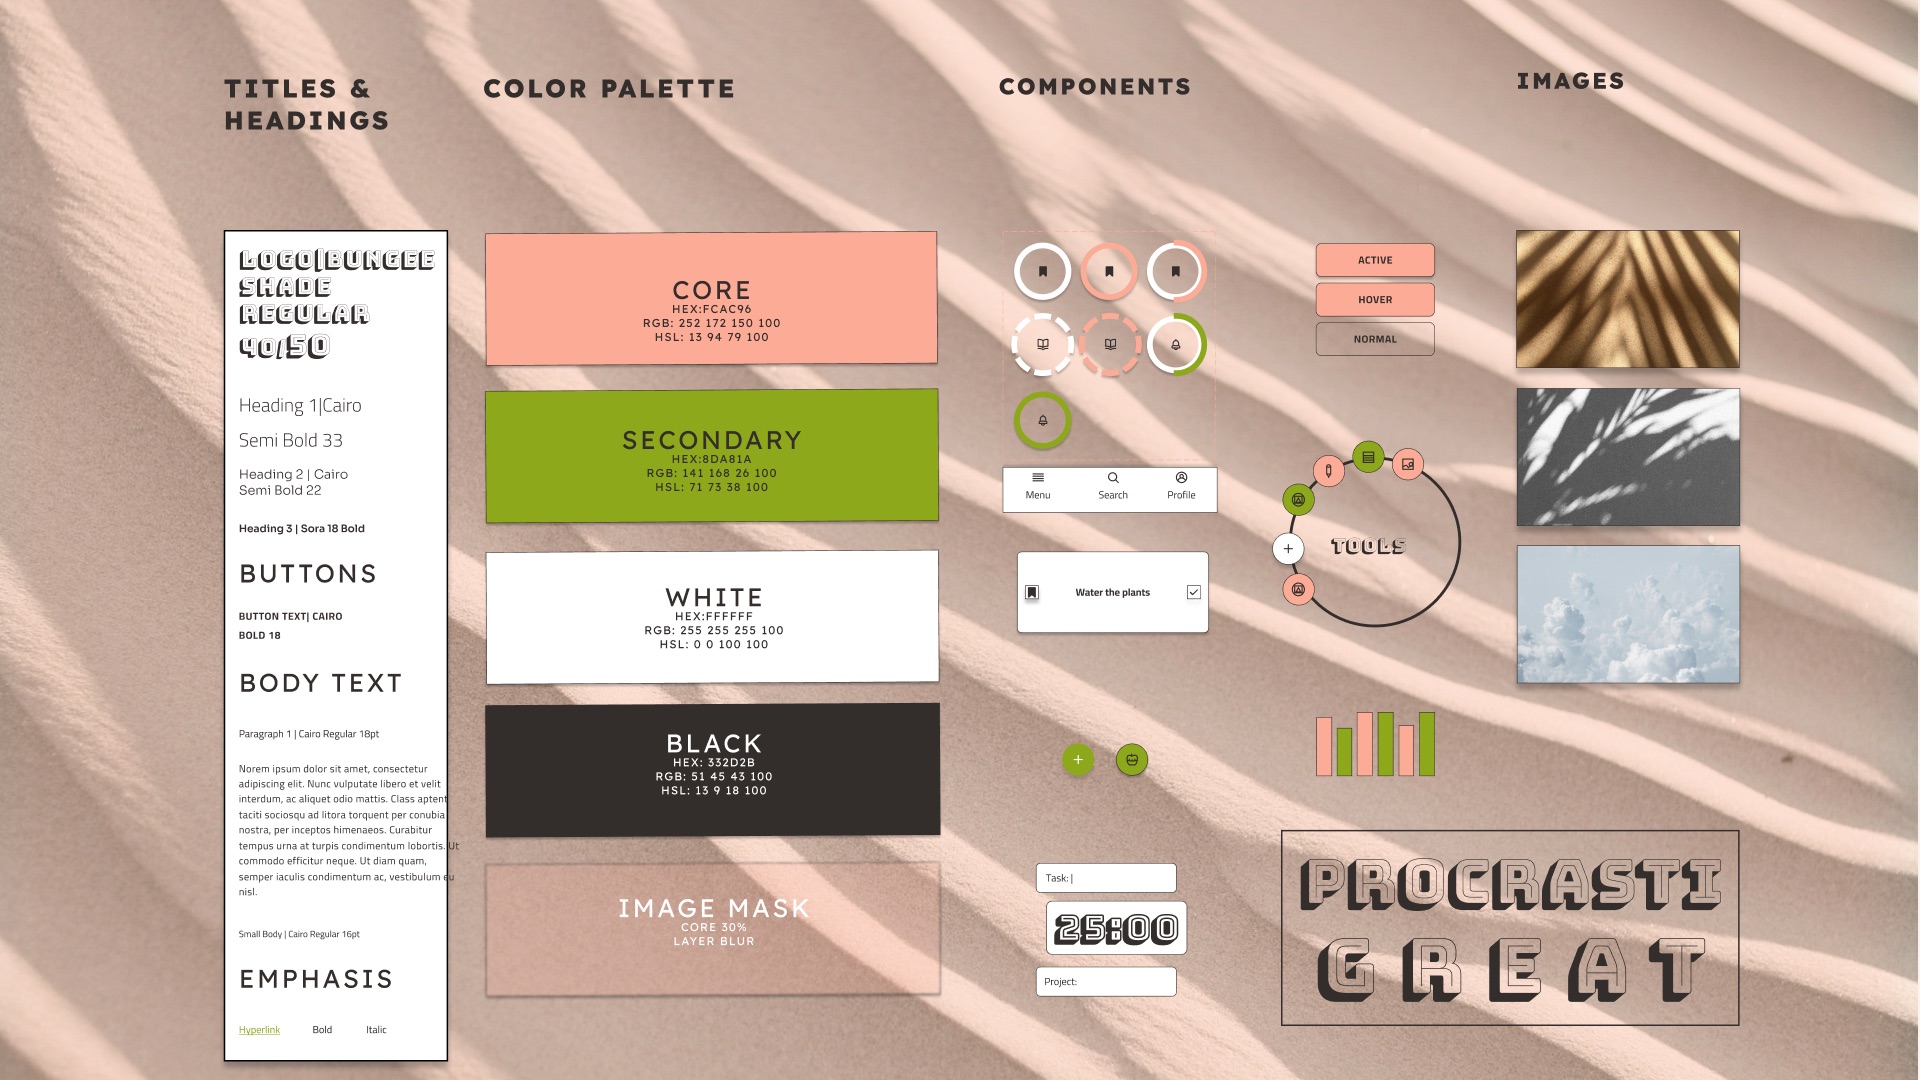 TITLES &
HEADINGS
LOGO|BUNGEE
SHADE
REGULAR
40/50
Heading 1|Cairo
Semi Bold 33
Heading 2 | Cairo
Semi Bold 22
Heading 3 | Sora 18 Bold
BUTTONS
BUTTON TEXT| CAIRO
BOLD 18
BODY TEXT
Paragraph 1 | Cairo Regular 18pt
Norem ipsum dolor sit amet, consectetur
adipiscing elit. Nunc vulputate libero et velit
interdum, ac aliquet odio mattis. Class aptent
taciti sociosqu ad litora torquent per conubia
nostra, per inceptos himenaeos. Curabitur
tempus urna at turpis condimentum lobortis. Ut
commodo efficitur neque. Ut diam quam,
semper iaculis condimentum ac, vestibulum eu
nisl.
Small Body | Cairo Regular 16pt
EMPHASIS
Hyperlink Bold Italic
COLOR PALETTE
CORE
HEX:FCAC96
RGB: 252 172 150 100
HSL: 13 94 79 100
SECONDARY
HEX:8DA81A
RGB: 141 168 26 100
HSL: 71 73 38 100
WHITE
HEX:FFFFFF
RGB: 255 255 255 100
HSL: 0 0 100 100
BLACK
HEX: 332D2B
RGB: 51 45 43 100
HSL: 13 9 18 100
IMAGE MASK
CORE 30%
LAYER BLUR
COMPONENTS
Menu Search Profile
Water the plants
Task: |
25:00
Project:
ACTIVE
HOVER
NORMAL
TOOLS
IMAGES
PROCRASTI
GREAT